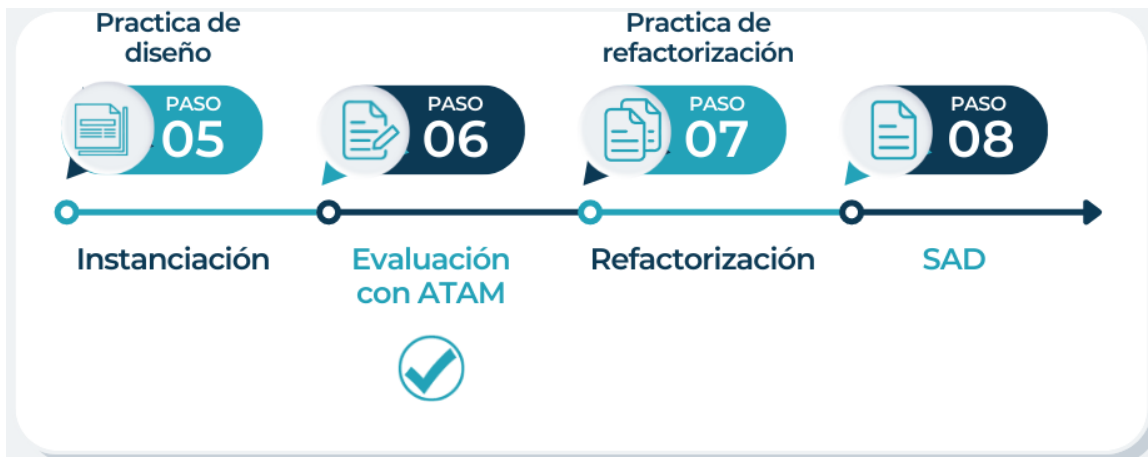 Practica de
diseño
Practica de
refactorización
PASO
05
PASO
06
PASO
07
PASO
08
Instanciación
Evaluación
con ATAM
Refactorización
SAD